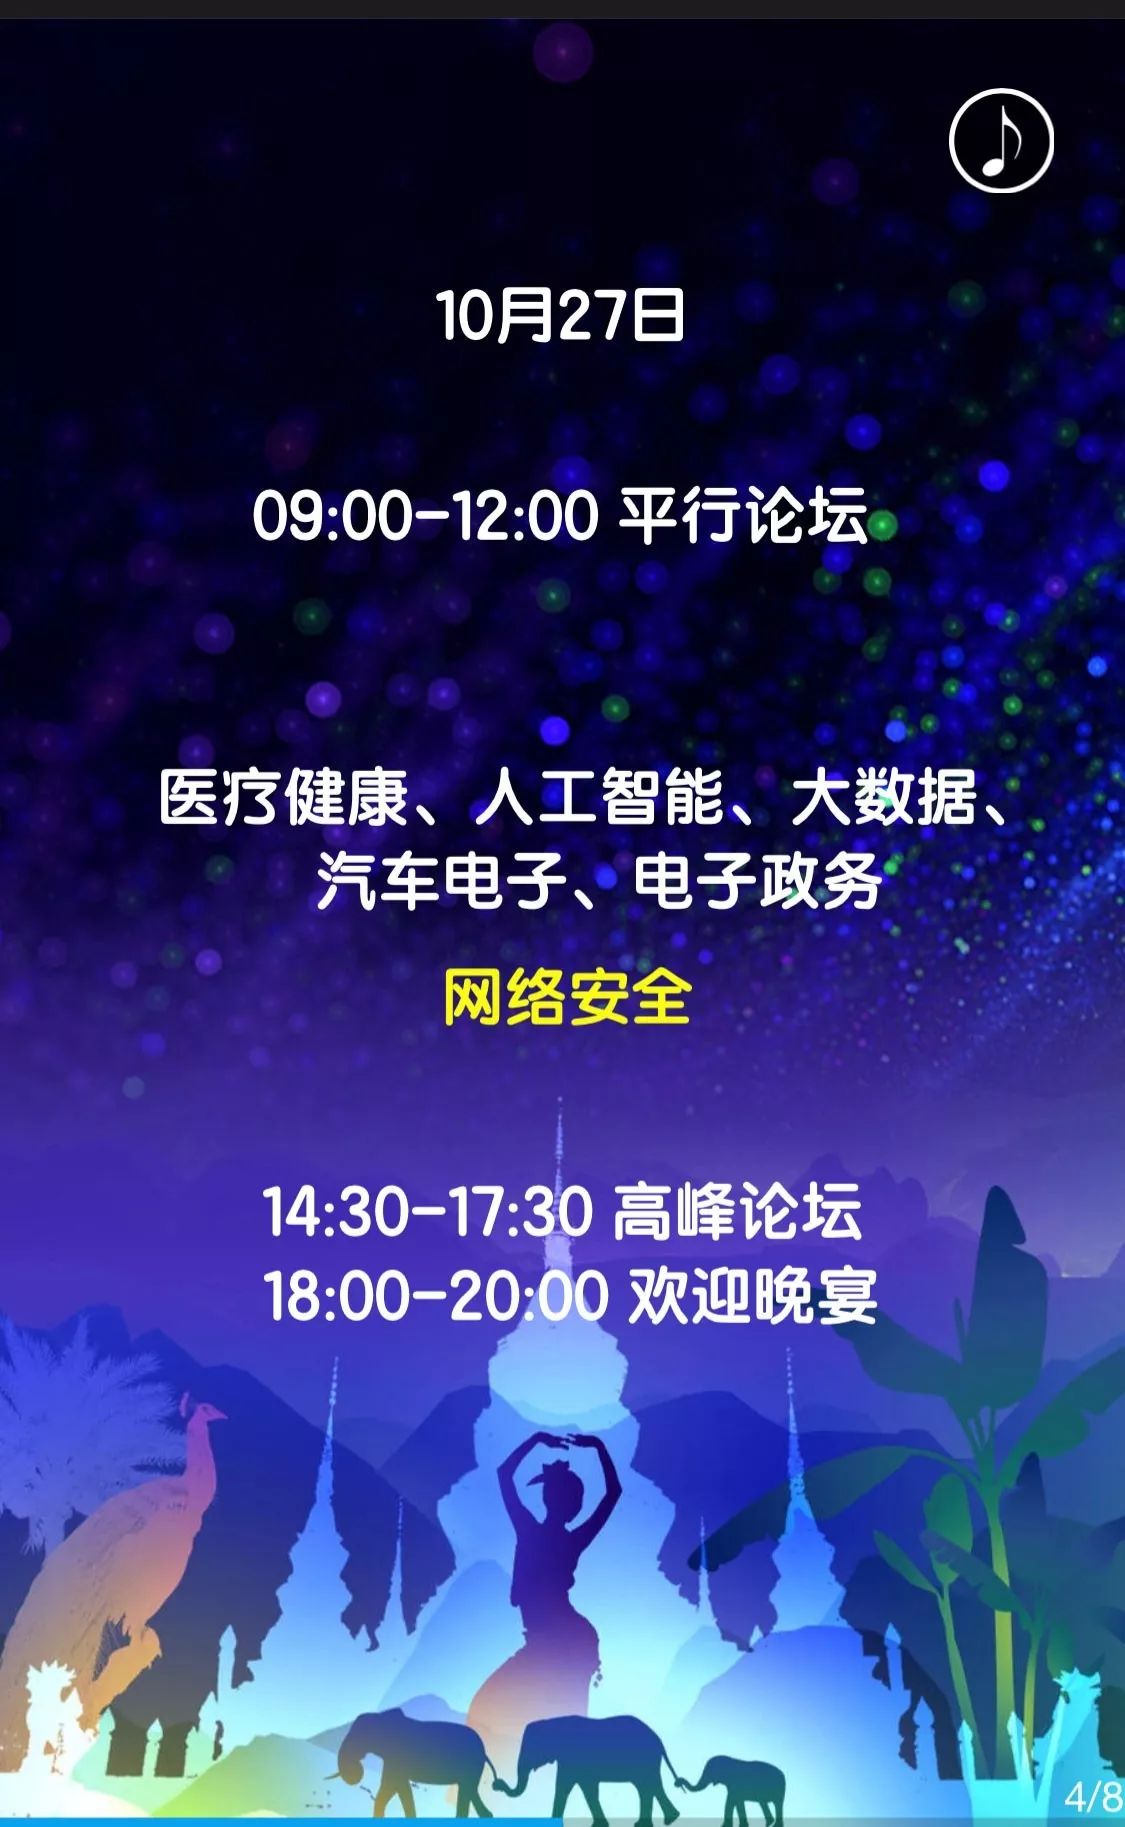 10月27日
09:00-12:00 平行论坛
医疗健康、人工智能、大数据、
汽车电子、电子政务
网络安全
14:30-17:30 高峰论坛
18:00-20:00 欢迎晚宴
4/8